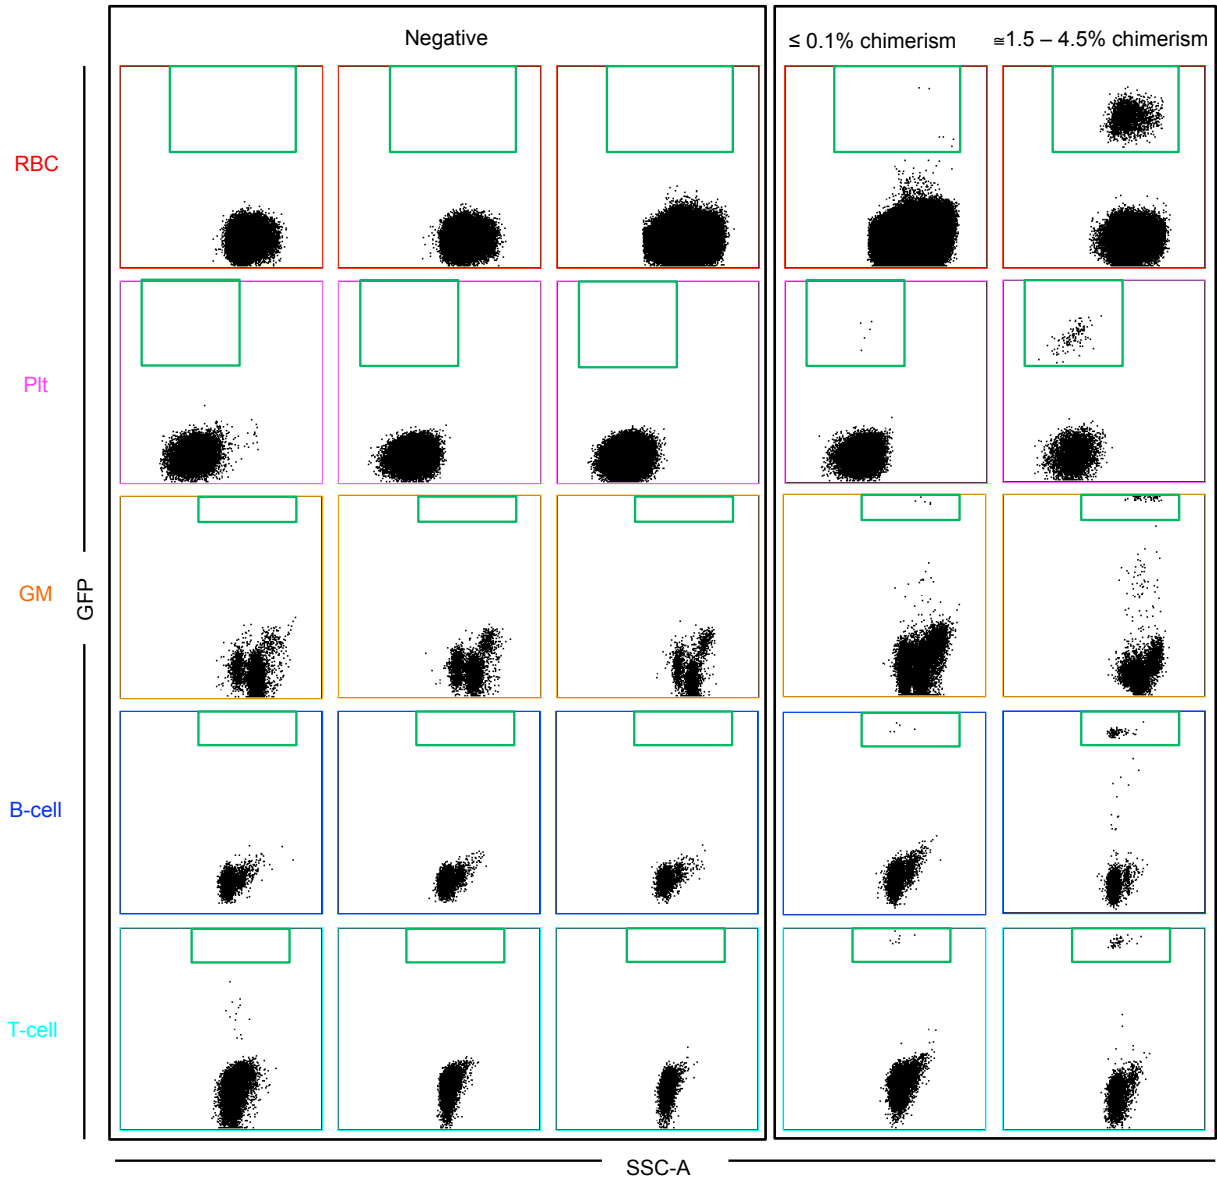 Negative
≤ 0.1% chimerism
≅1.5 – 4.5% chimerism
RBC
Plt
GM
GFP
B-cell
T-cell
SSC-A